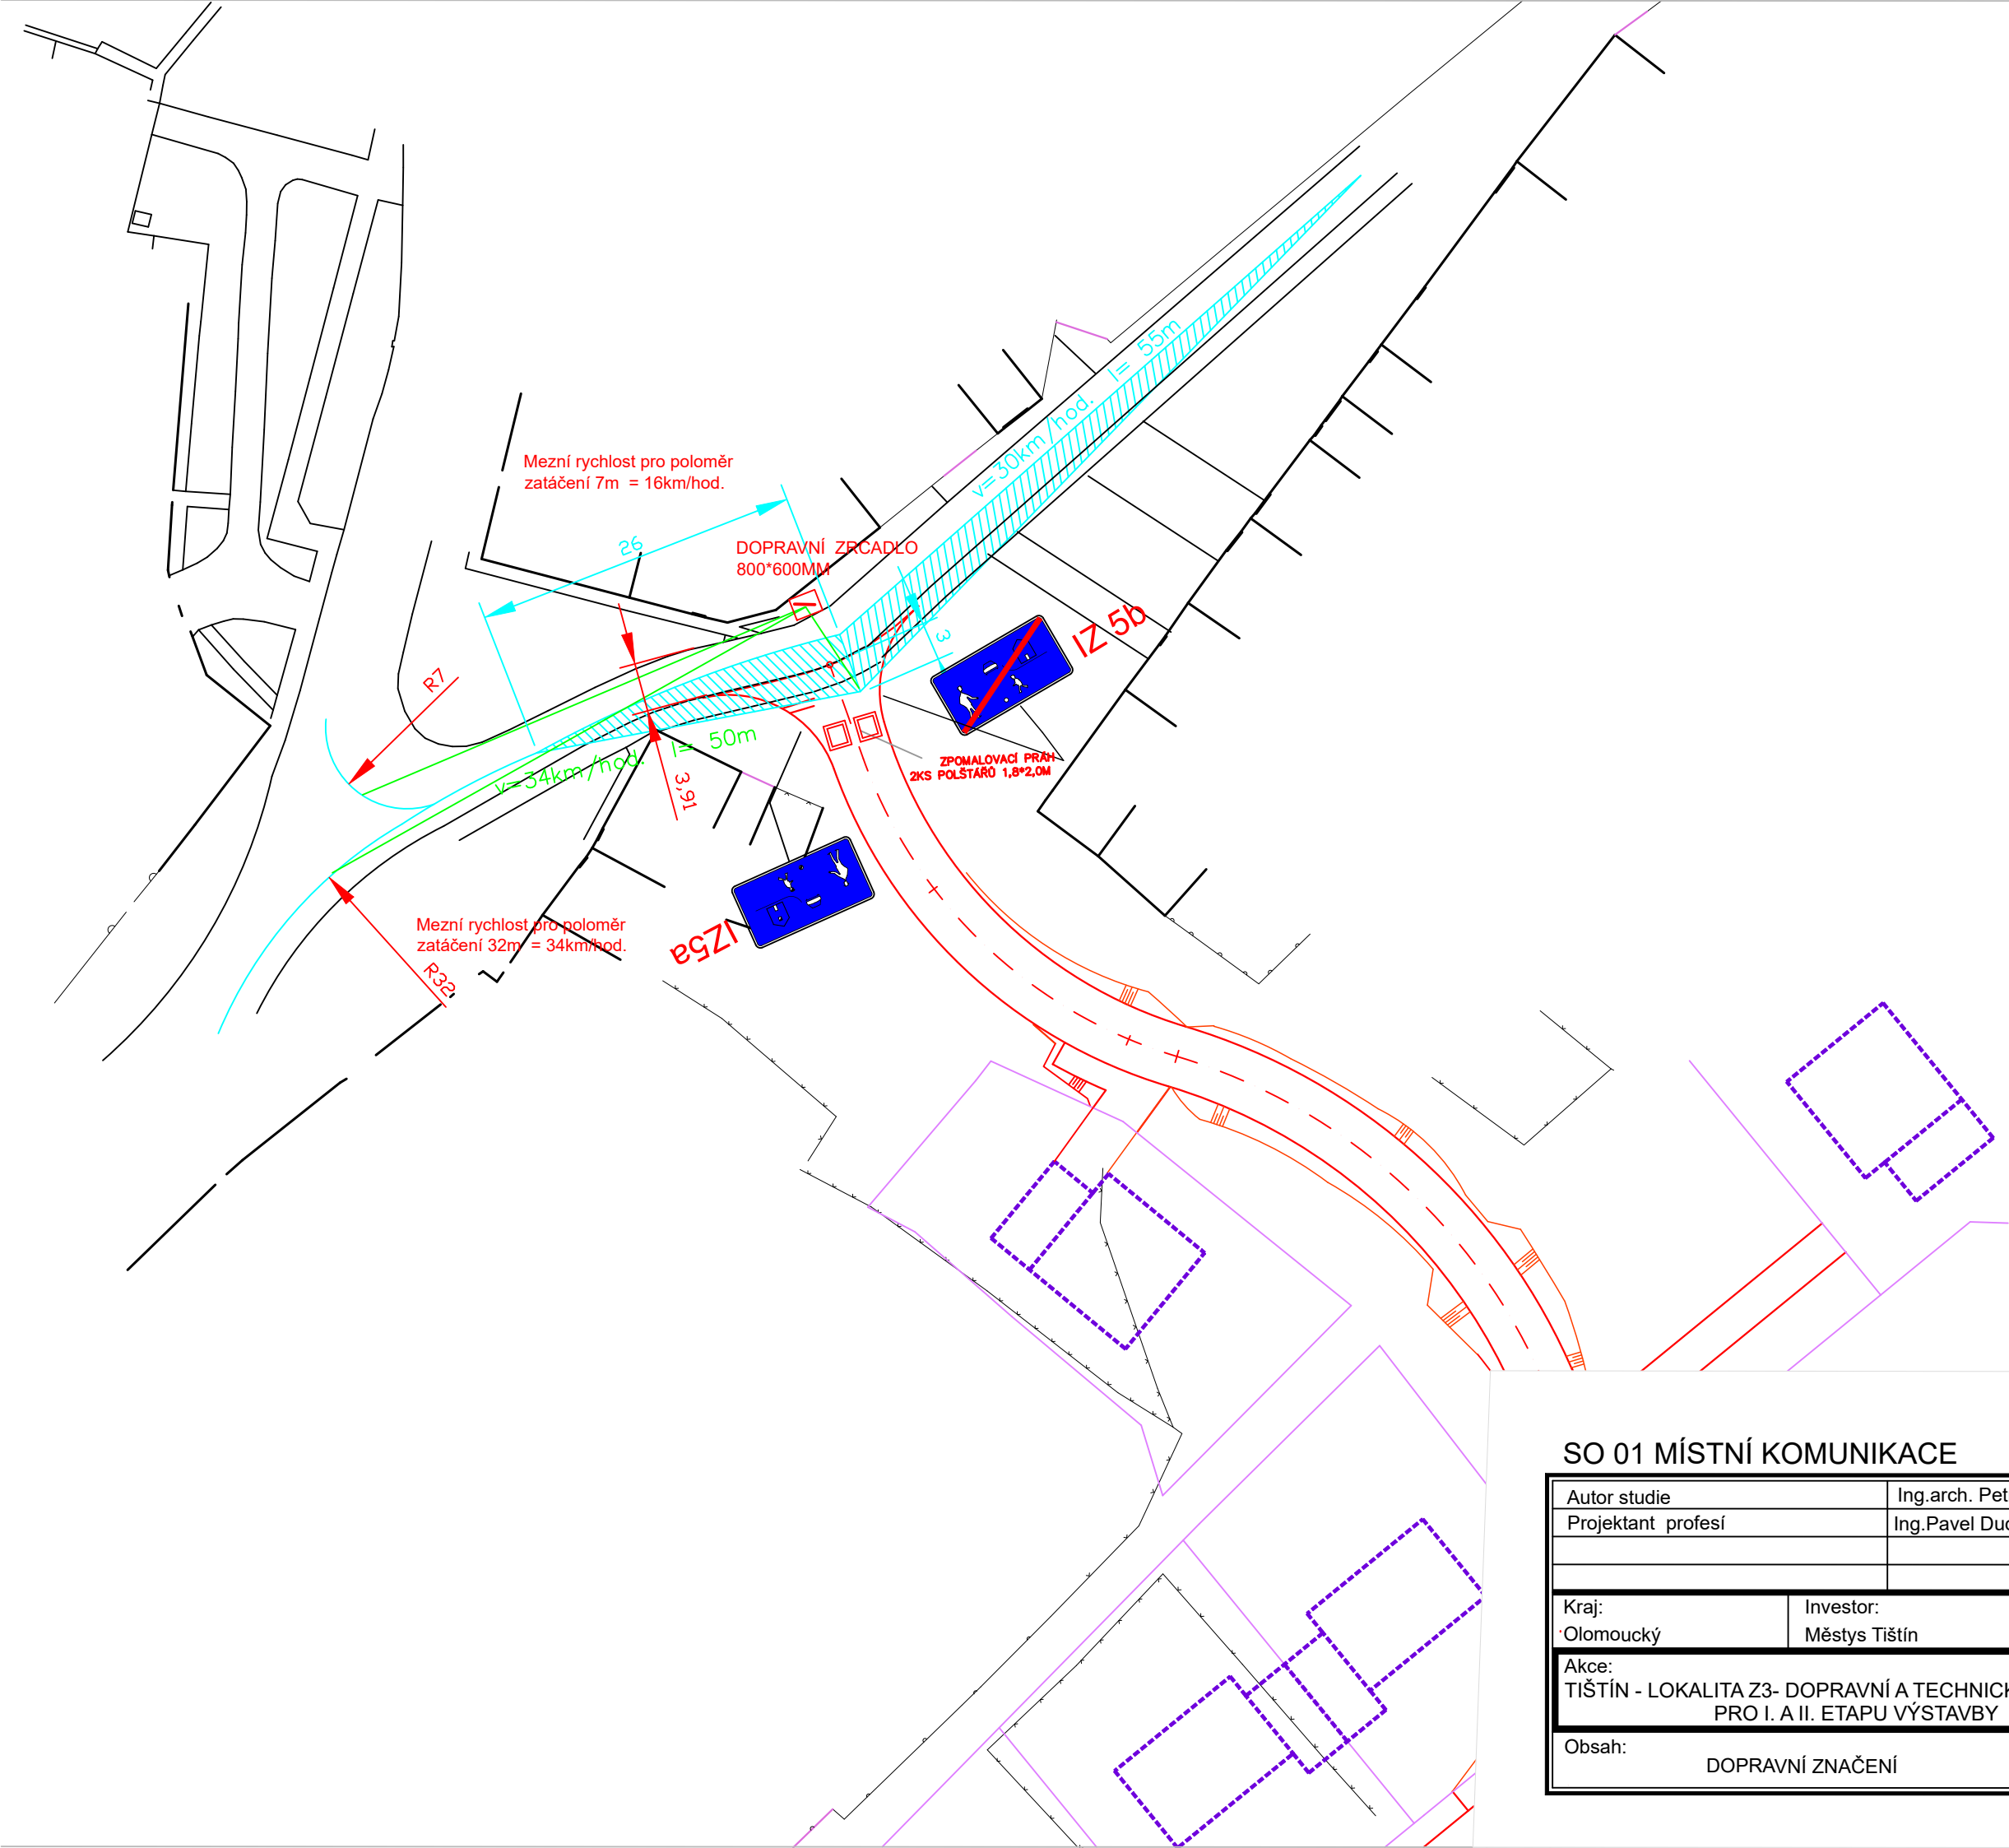 l= 55m
v=30km/hod.
Mezní rychlost pro poloměr
zatáčení 7m = 16km/hod.
26
DOPRAVNÍ ZRCADLO
800*600MM
IZ 5b
3
R7
l= 50m
v=34km/hod.
3,91
ZPOMALOVACÍ PRÁH
2KS POLŠTÁŘŮ 1,8*2,0M
IZ5a
Mezní rychlost pro poloměr
zatáčení 32m = 34km/hod.
R32
SO 01 MÍSTNÍ KOMUNIKACE
Autor studie
Ing.arch. Pet
Projektant profesí
Ing.Pavel Duc
Kraj:
Olomoucký
Investor:
Městys Tištín
Akce:
TIŠTÍN - LOKALITA Z3- DOPRAVNÍ A TECHNICK
PRO I. A II. ETAPU VÝSTAVBY
Obsah:
DOPRAVNÍ ZNAČENÍ